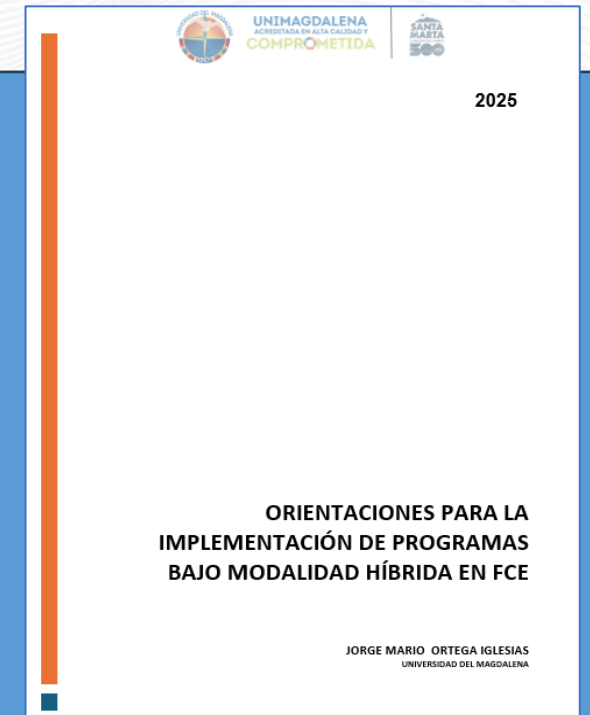 UNIMAGDALENA
ACREDITADA EN ALTA CALIDAD Y
COMPROMETIDA
SANTA
MARTA
500
2025
ORIENTACIONES PARA LA
IMPLEMENTACIÓN DE PROGRAMAS
BAJO MODALIDAD HÍBRIDA EN FCE
JORGE MARIO  ORTEGA IGLESIAS
UNIVERSIDAD DEL MAGDALENA